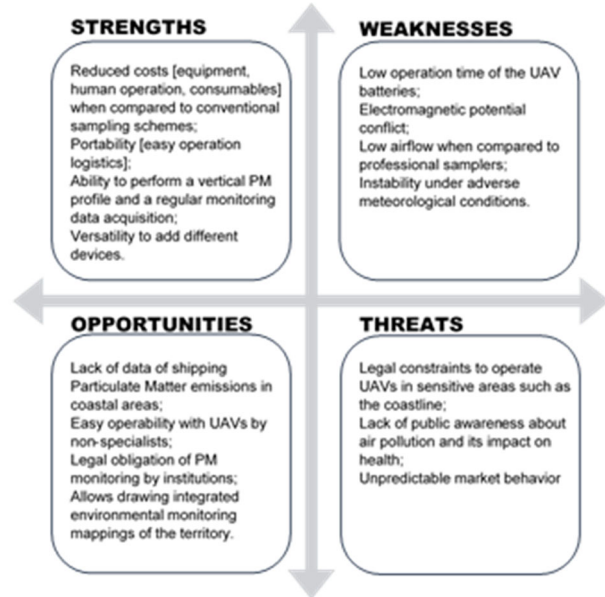 STRENGTHS
Reduced costs [equipment,
human operation, consumables]
when compared to conventional
sampling schemes;
Portability [easy operation
logistics];
Ability to perform a vertical PM
profile and a regular monitoring
data acquisition;
Versatility to add different
devices.
WEAKNESSES
Low operation time of the UAV
batteries;
Electromagnetic potential
conflict;
Low airflow when compared to
professional samplers;
Instability under adverse
meteorological conditions.
OPPORTUNITIES
Lack of data of shipping
Particulate Matter emissions in
coastal areas;
Easy operability with UAVs by
non-specialists;
Legal obligation of PM
monitoring by institutions;
Allows drawing integrated
environmental monitoring
mappings of the territory.
THREATS
Legal constraints to operate
UAVs in sensitive areas such as
the coastline;
Lack of public awareness about
air pollution and its impact on
health;
Unpredictable market behavior